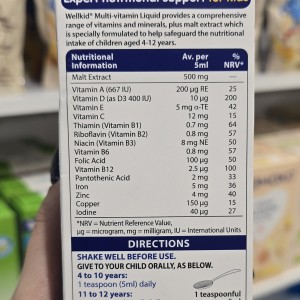 Expert nutritional support for kids
Wellkid® Multi-vitamin Liquid provides a comprehensive
range of vitamins and minerals, plus malt extract which
is specially formulated to help safeguard the nutritional
intake of children aged 4-12 years.
Nutritional Information Av. per 5ml % NRV*
Malt Extract 500 mg —
Vitamin A (667 IU) 200 µg RE 25
Vitamin D (as D3 400 IU) 10 µg 200
Vitamin E 5 mg α-TE 42
Vitamin C 12 mg 15
Thiamin (Vitamin B1) 0.7 mg 64
Riboflavin (Vitamin B2) 0.8 mg 57
Niacin (Vitamin B3) 8 mg NE 50
Vitamin B6 0.8 mg 57
Folic Acid 100 µg 50
Vitamin B12 2.5 µg 100
Pantothenic Acid 2 mg 33
Iron 5 mg 36
Zinc 4 mg 40
Copper 150 µg 15
Iodine 40 µg 27
*NRV = Nutrient Reference Value,
µg = microgram, mg = milligram, IU = International Units
DIRECTIONS
SHAKE WELL BEFORE USE.
GIVE TO YOUR CHILD ORALLY, AS BELOW.
4 to 10 years:
1 teaspoon (5ml) daily
11 to 12 years:
1 teaspoonful